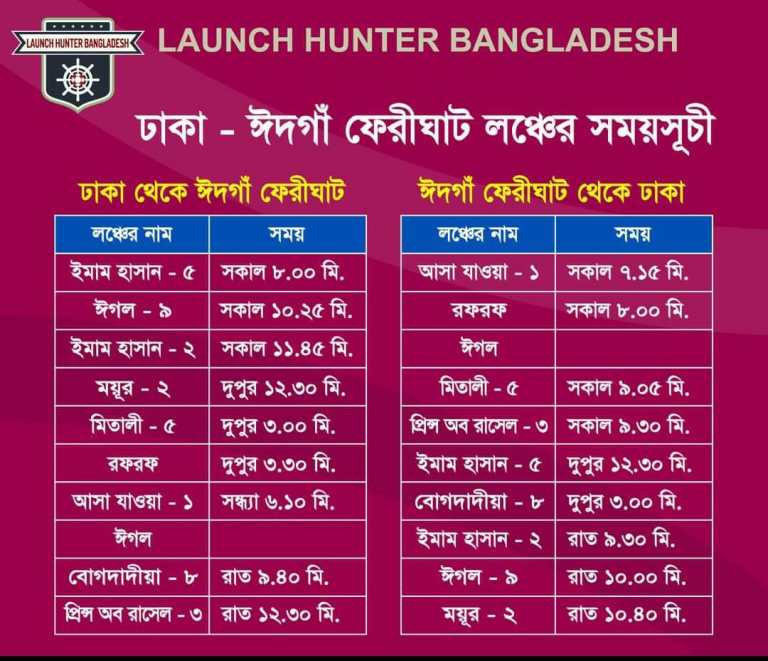 LAUNCH HUNTER BANGLADESH
LAUNCH HUNTER BANGLADESH
ঢাকা - ঈদগাঁ ফেরীঘাট লঞ্চের সময়সূচী
ঢাকা থেকে ঈদগাঁ ফেরীঘাট
লঞ্চের নাম সময়
ইমাম হাসান - ৫ সকাল ৮.০০ মি.
ঈগল - ৯ সকাল ১০.২৫ মি.
ইমাম হাসান - ২ সকাল ১১.৪৫ মি.
ময়ূর - ২ দুপুর ১২.৩০ মি.
মিতালী - ৫ দুপুর ৩.০০ মি.
রফরফ দুপুর ৩.৩০ মি.
আসা যাওয়া - ১ সন্ধ্যা ৬.১০ মি.
ঈগল
বোগদাদীয়া - ৮ রাত ৯.৪০ মি.
প্রিন্স অব রাসেল - ৩ রাত ১২.৩০ মি.
ঈদগাঁ ফেরীঘাট থেকে ঢাকা
লঞ্চের নাম সময়
আসা যাওয়া - ১ সকাল ৭.১৫ মি.
রফরফ সকাল ৮.০০ মি.
ঈগল
মিতালী - ৫ সকাল ৯.০৫ মি.
প্রিন্স অব রাসেল - ৩ সকাল ৯.৩০ মি.
ইমাম হাসান - ৫ দুপুর ১২.৩০ মি.
বোগদাদীয়া - ৮ দুপুর ৩.০০ মি.
ইমাম হাসান - ২ রাত ৯.৩০ মি.
ঈগল - ৯ রাত ১০.০০ মি.
ময়ূর - ২ রাত ১০.৪০ মি.